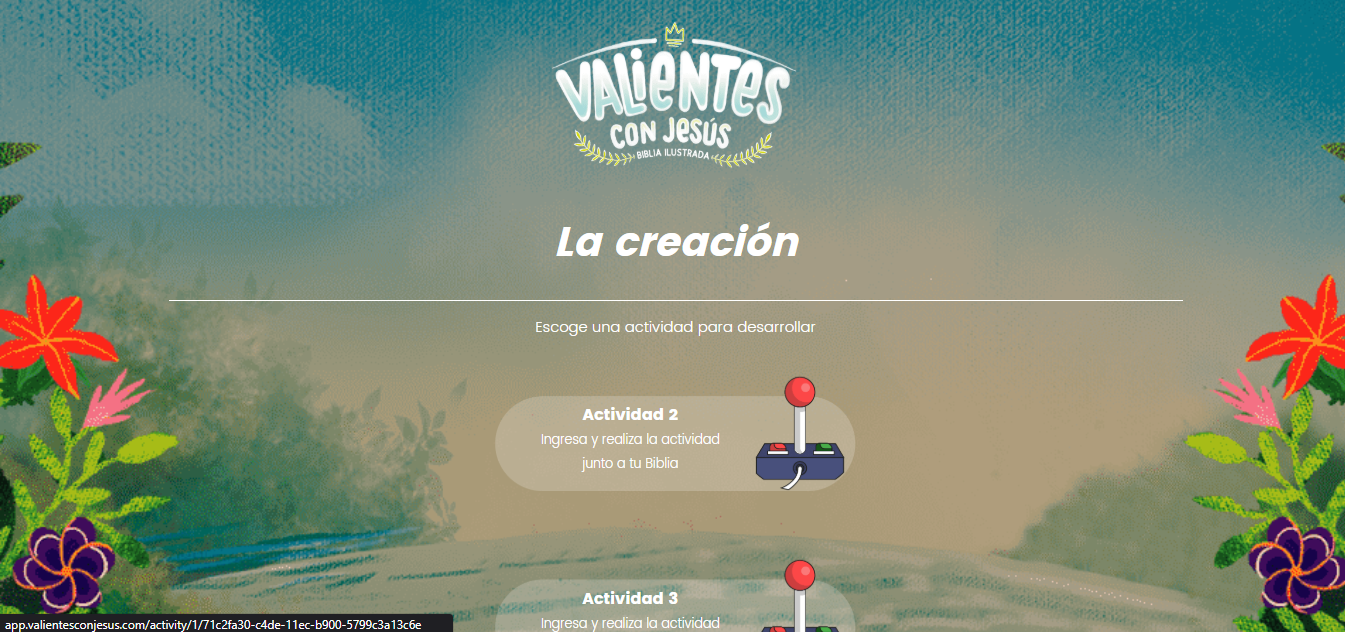 VALIENTES
CON JESÚS
BIBLIA ILUSTRADA
La creación
Escoge una actividad para desarrollar
Actividad 2
Ingresa y realiza la actividad
junto a tu Biblia
Actividad 3
Ingresa y realiza la actividad
app.valientesconjesus.com/activity/1/71c2fa30-c4de-11ec-b900-5799c3a13c6e